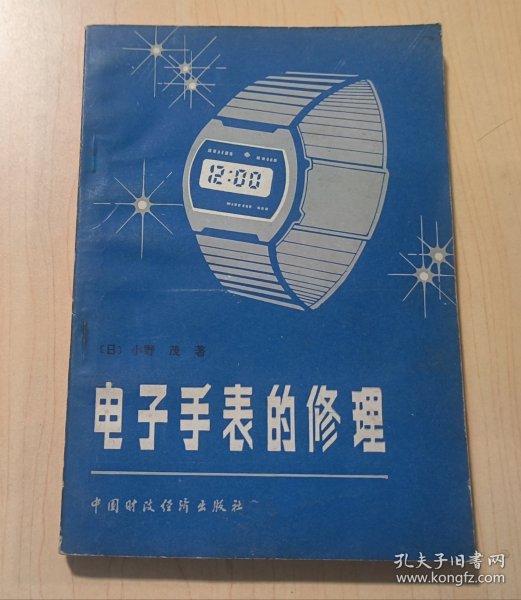 12:00
〔日〕小野 茂 著
电子手表的修理
中国财政经济出版社
孔夫子旧书网
www.kongfz.com